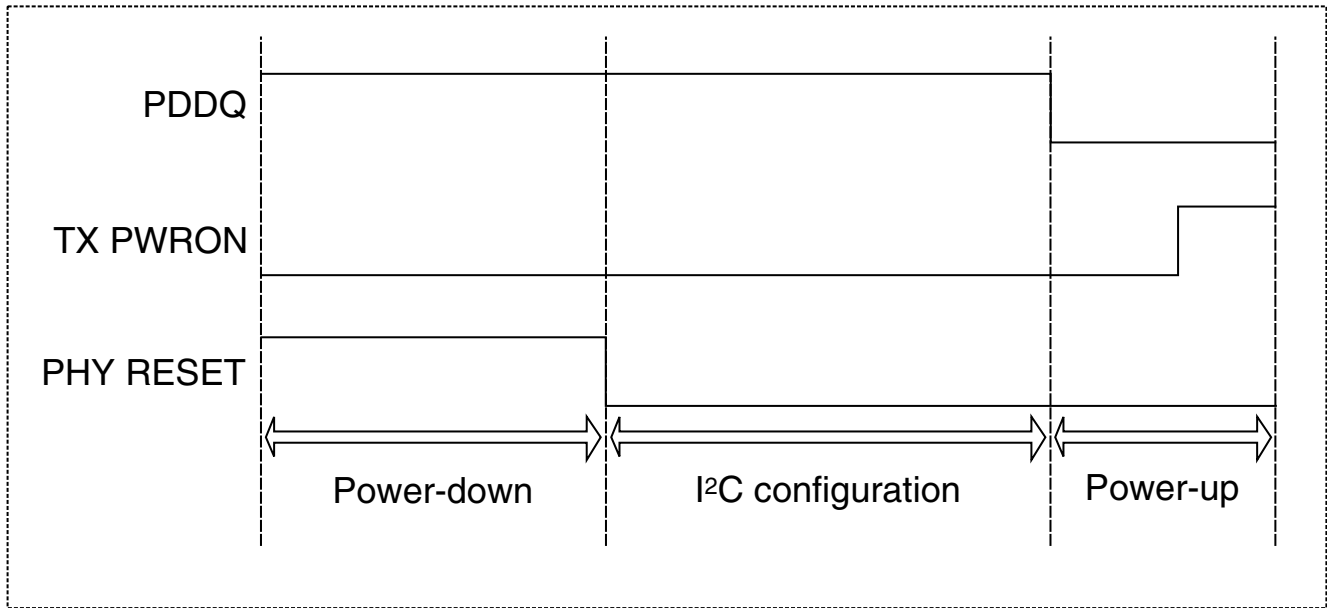 PDDQ
TX PWRON
PHY RESET
Power-down
I²C configuration
Power-up